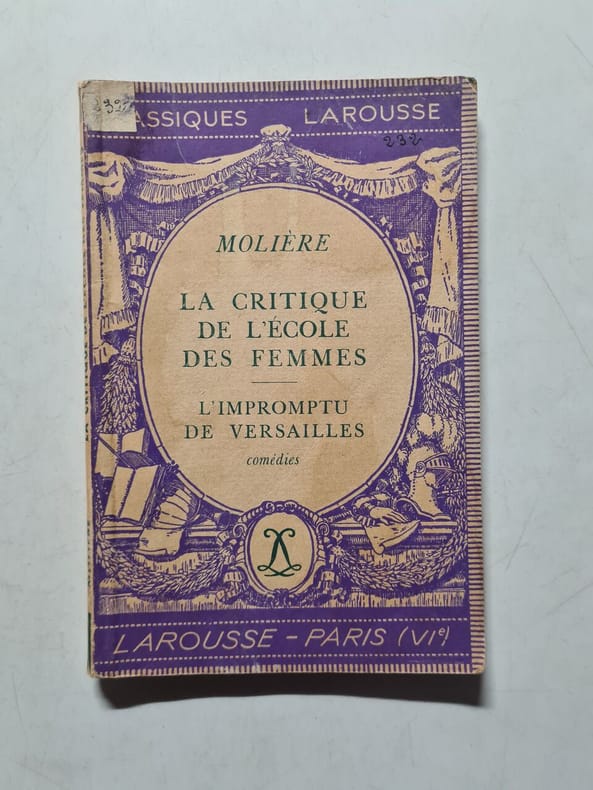 ASSIQUES LAROUSSE
232
MOLIÈRE
LA CRITIQUE
DE L'ÉCOLE
DES FEMMES
L'IMPROMPTU
DE VERSAILLES
comédies
LAROUSSE - PARIS (VIe)